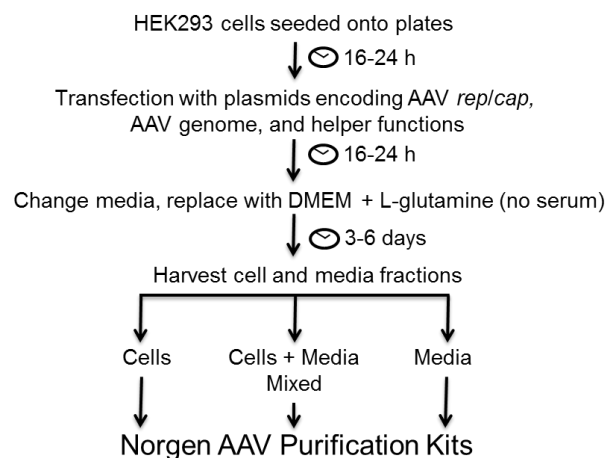 HEK293 cells seeded onto plates
16-24 h
Transfection with plasmids encoding AAV rep/cap,
AAV genome, and helper functions
16-24 h
Change media, replace with DMEM + L-glutamine (no serum)
3-6 days
Harvest cell and media fractions
Cells
Cells + Media
Mixed
Media
Norgen AAV Purification Kits